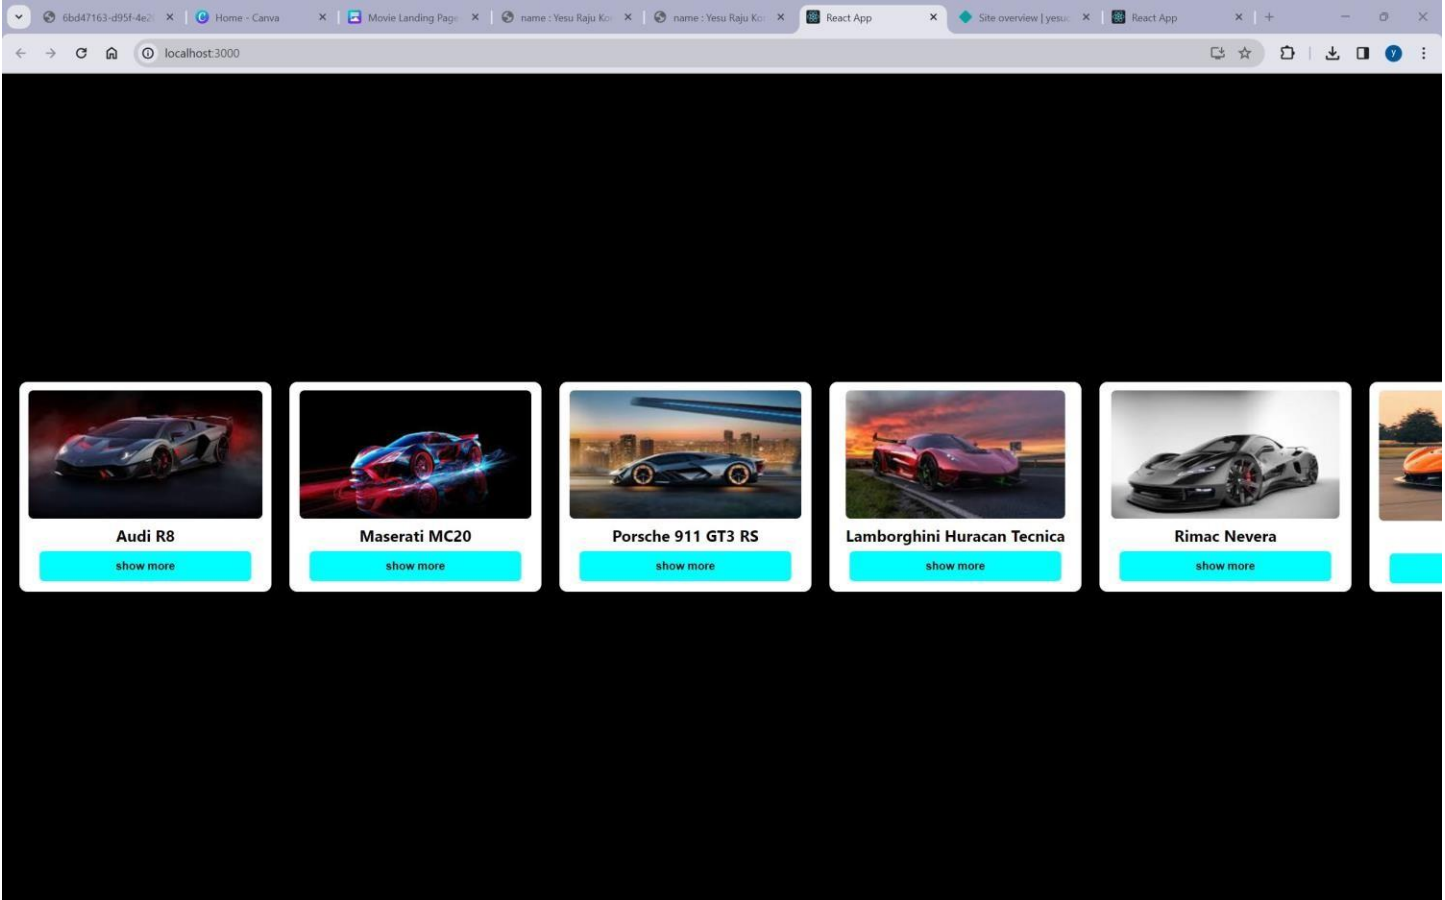 6bd47163-d95f-4e2
Home - Canva
Movie Landing Page
name : Yesu Raju Ko
name : Yesu Raju Ko
React App
Site overview | yesu
React App
localhost:3000
y
Audi R8
show more
Maserati MC20
show more
Porsche 911 GT3 RS
show more
Lamborghini Huracan Tecnica
show more
Rimac Nevera
show more